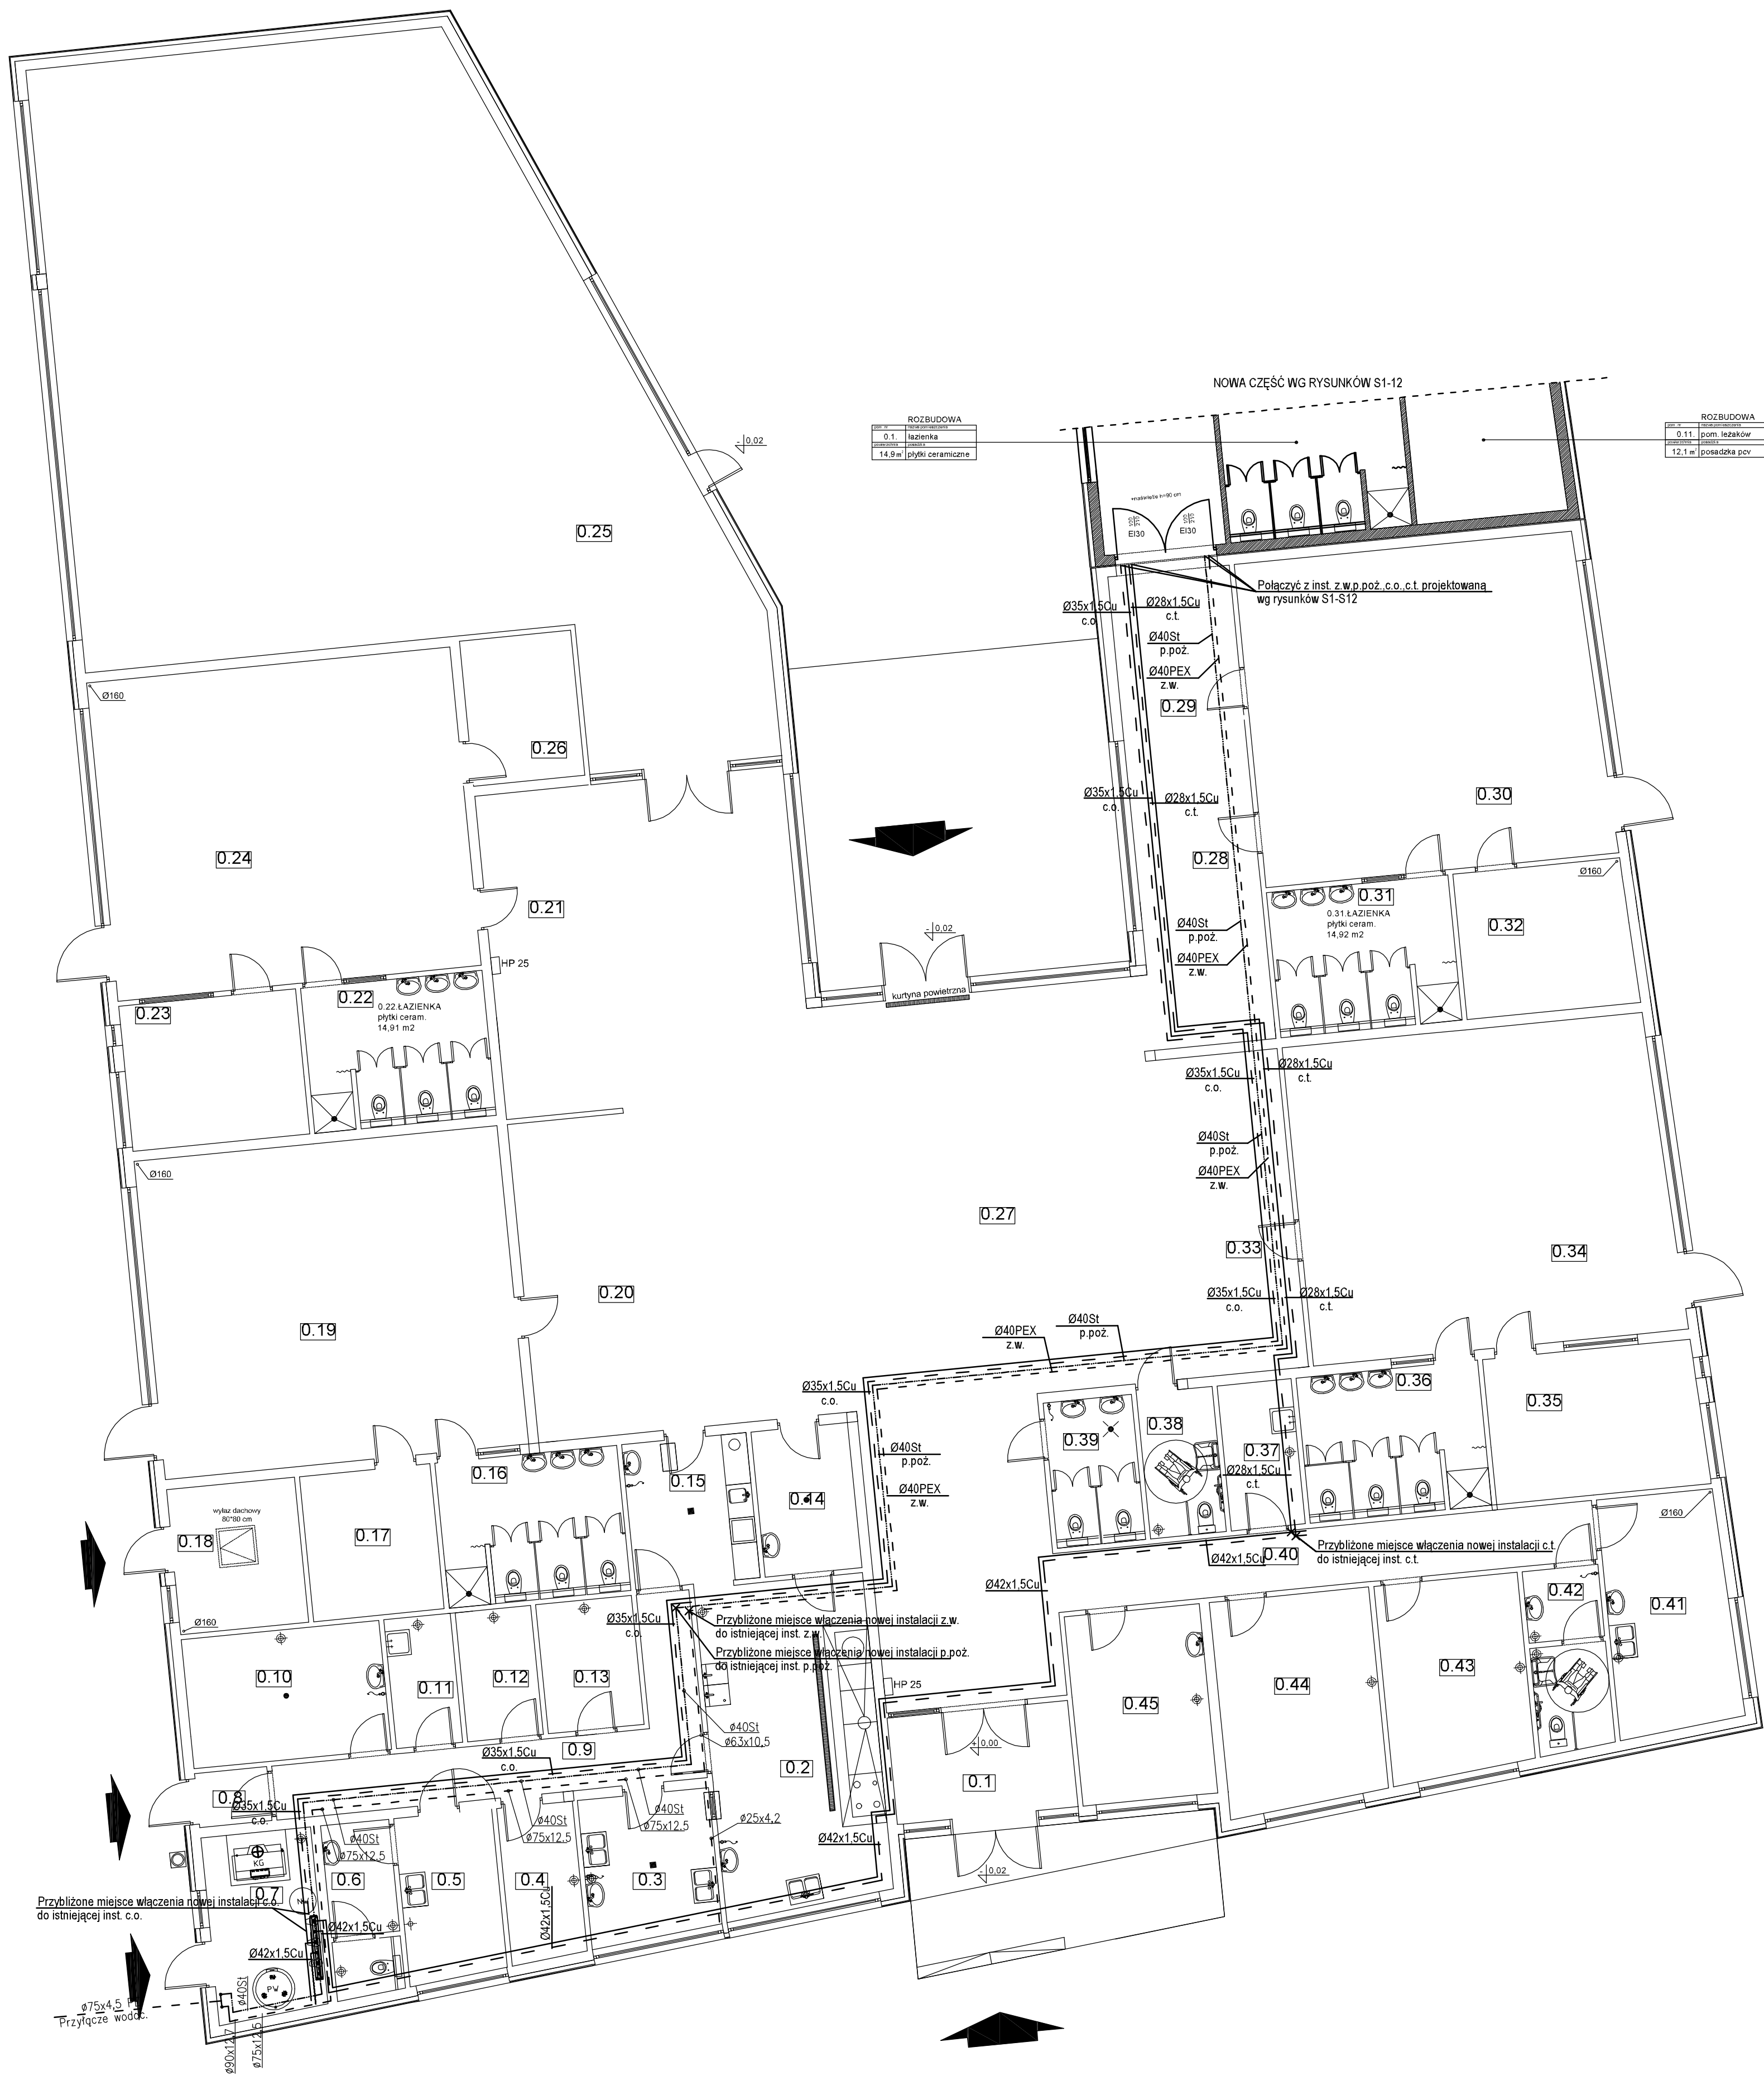 NOWA CZĘŚĆ WG RYSUNKÓW S1-12
ROZBUDOWA
0.1. łazienka
14,9 m² płytki ceramiczne
ROZBUDOWA
0.11. pom. leżaków
12,1 m² posadzka pcv
- 0,02
100
210
EI30
100
210
EI30
0.25
Połączyć z inst. z.w,p.poż.,c.o.,c.t. projektowaną
wg rysunków S1-S12
Ø35x1,5Cu
c.o.
Ø28x1,5Cu
c.t.
Ø40St
p.poż.
Ø40PEX
z.w.
0.29
Ø160
0.26
Ø35x1,5Cu
c.o.
Ø28x1,5Cu
c.t.
0.30
0.24
0.28
Ø160
0.21
0.31
0.31.ŁAZIENKA
płytki ceram.
14,92 m2
0.32
- 0,02
Ø40St
p.poż.
Ø40PEX
z.w.
HP 25
kurtyna powietrzna
0.22
0.22.ŁAZIENKA
płytki ceram.
14,91 m2
0.23
Ø35x1,5Cu
c.o.
Ø28x1,5Cu
c.t.
Ø40St
p.poż.
Ø40PEX
z.w.
Ø160
0.27
0.33
0.34
0.20
Ø35x1,5Cu
c.o.
Ø28x1,5Cu
c.t.
0.19
Ø40PEX
z.w.
Ø40St
p.poż.
Ø35x1,5Cu
c.o.
0.36
0.35
0.39
0.38
0.37
Ø40St
p.poż.
Ø28x1,5Cu
c.t.
Ø40PEX
z.w.
0.16
0.15
0.14
wyłaz dachowy
80*80 cm
0.18
0.17
Ø160
Przybliżone miejsce włączenia nowej instalacji c.t.
do istniejącej inst. c.t.
Ø42x1,5Cu
0.40
Ø42x1,5Cu
0.42
0.41
Ø160
Ø35x1,5Cu
c.o.
Przybliżone miejsce włączenia nowej instalacji z.w.
do istniejącej inst. z.w.
Przybliżone miejsce włączenia nowej instalacji p.poż.
do istniejącej inst. p.poż.
0.10
0.11
0.12
0.13
HP 25
0.45
0.44
0.43
ø40St
ø63x10,5
± 0,00
0.9
Ø35x1,5Cu
c.o.
0.2
0.1
0.8
Ø35x1,5Cu
c.o.
ø40St
ø75x12,5
ø40St
ø75x12,5
ø40St
ø75x12,5
ø25x4,2
Ø42x1,5Cu
- 0,02
KG
0.7
0.6
0.5
0.4
0.3
Przybliżone miejsce włączenia nowej instalacji c.o.
do istniejącej inst. c.o.
Ø42x1,5Cu
Ø42x1,5Cu
Ø42x1,5Cu
PW
ø40St
ø75x4,5
Przyłącze wodoc.
ø90x12,7
ø75x12,5